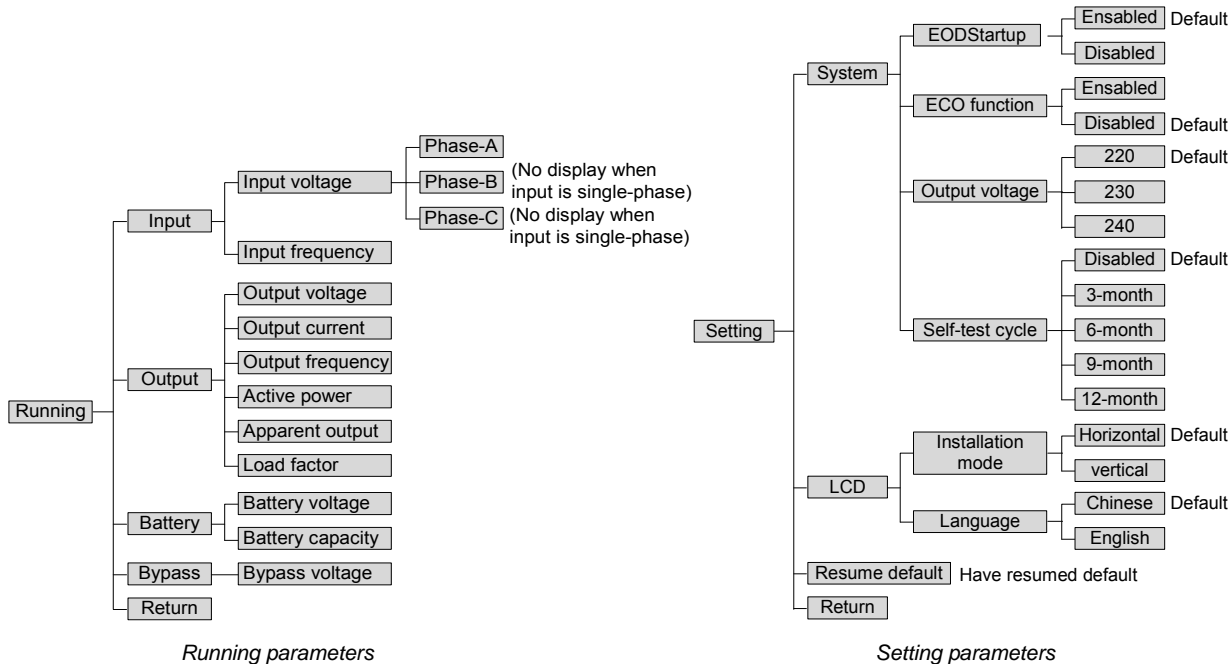 Running
Input
Input voltage
Phase-A
Phase-B
(No display when
input is single-phase)
Phase-C
(No display when
input is single-phase)
Input frequency
Output
Output voltage
Output current
Output frequency
Active power
Apparent output
Load factor
Battery
Battery voltage
Battery capacity
Bypass
Bypass voltage
Return
Running parameters
Setting
System
EODStartup
Ensabled
Default
Disabled
ECO function
Ensabled
Disabled
Default
Output voltage
220
Default
230
240
Self-test cycle
Disabled
Default
3-month
6-month
9-month
12-month
LCD
Installation
mode
Horizontal
Default
vertical
Language
Chinese
Default
English
Resume default
Have resumed default
Return
Setting parameters